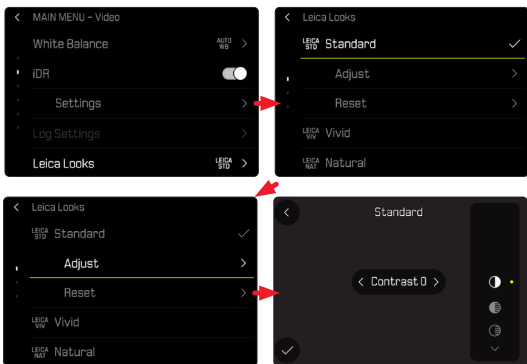 MAIN MENU – Video
White Balance AUTO WB
iDR
Settings
Log Settings
Leica Looks LEICA STD
Leica Looks
LEICA STD Standard
Adjust
Reset
LEICA VIV Vivid
LEICA NAT Natural
Leica Looks
LEICA STD Standard
Adjust
Reset
LEICA VIV Vivid
LEICA NAT Natural
Standard
Contrast 0